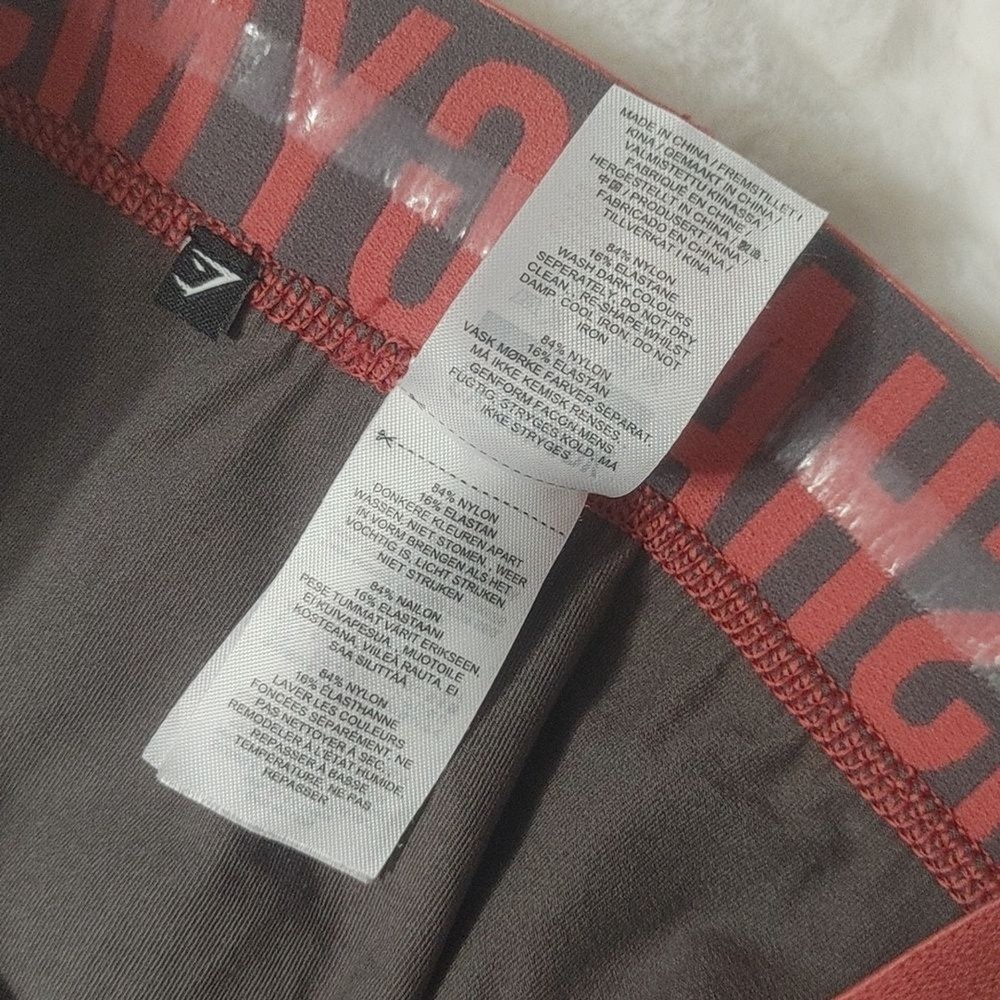 GYM
SHA
MADE IN CHINA / FREMSTILLET I
KINA / GEMAAKT IN CHINA /
VALMISTETTU KIINASSA /
FABRIQUÉ EN CHINE /
HERGESTELLT IN CHINA / 製造
中国 / PRODUSERT I KINA /
FABRICADO EN CHINA /
TILLVERKAT I KINA
84% NYLON
16% ELASTANE
WASH DARK COLOURS
SEPERATELY. DO NOT DRY
CLEAN. RE-SHAPE WHILST
DAMP. COOL IRON. DO NOT
IRON
84% NYLON
16% ELASTAN
VASK MØRKE FARVER SEPARAT.
MÅ IKKE KEMISK RENSES.
GENFORM FACON MENS
FUGTIG. STRYGES KOLD. MÅ
IKKE STRYGES.
84% NYLON
16% ELASTAN
DONKERE KLEUREN APART
WASSEN. NIET STOMEN. WEER
IN VORM BRENGEN ALS HET
VOCHTIG IS. LICHT STRIJKEN
NIET STRIJKEN
84% NAILON
16% ELASTAANI
PESE TUMMAT VÄRIT ERIKSEEN.
EI KUIVAPESUA. MUOTOILE
KOSTEANA. VIILEÄ RAUTA. EI
SAA SILITTÄÄ
84% NYLON
16% ELASTHANNE
LAVER LES COULEURS
FONCÉES SÉPARÉMENT. NE
PAS NETTOYER À SEC.
REMODELER À L'ÉTAT HUMIDE.
REPASSER À BASSE
TEMPÉRATURE. NE PAS
REPASSER